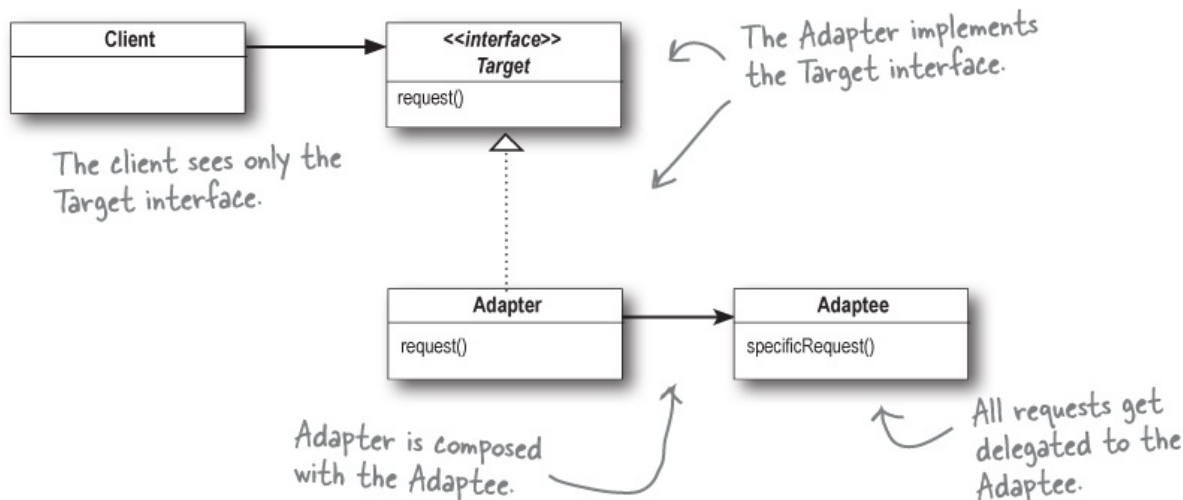 Client
<<interface>>
Target
request()
The Adapter implements
the Target interface.
The client sees only the
Target interface.
Adapter
request()
Adaptee
specificRequest()
Adapter is composed
with the Adaptee.
All requests get
delegated to the
Adaptee.